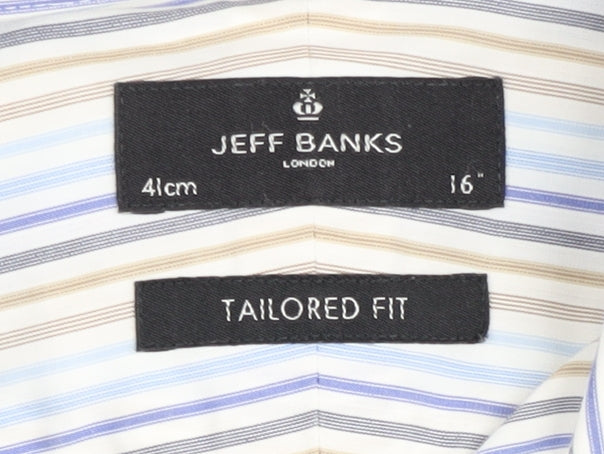 JEFF BANKS
LONDON
41cm 16"
TAILORED FIT